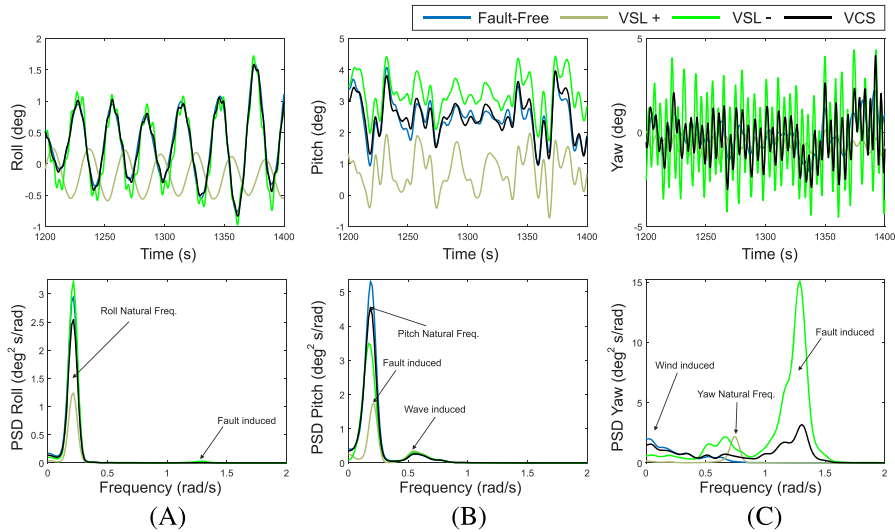 Fault-Free VSL + VSL - VCS
Roll (deg)
2
1.5
1
0.5
0
-0.5
-1
1200 1250 1300 1350 1400
Time (s)
Pitch (deg)
5
4
3
2
1
0
-1
1200 1250 1300 1350 1400
Time (s)
Yaw (deg)
5
0
-5
1200 1250 1300 1350 1400
Time (s)
PSD Roll (deg² s/rad)
3
2.5
2
1.5
1
0.5
0
Roll Natural Freq.
Fault induced
0 0.5 1 1.5 2
Frequency (rad/s)
(A)
PSD Pitch (deg² s/rad)
5
4
3
2
1
0
Pitch Natural Freq.
Fault induced
Wave induced
0 0.5 1 1.5 2
Frequency (rad/s)
(B)
PSD Yaw (deg² s/rad)
15
10
5
0
Wind induced
Yaw Natural Freq.
Fault induced
0 0.5 1 1.5 2
Frequency (rad/s)
(C)